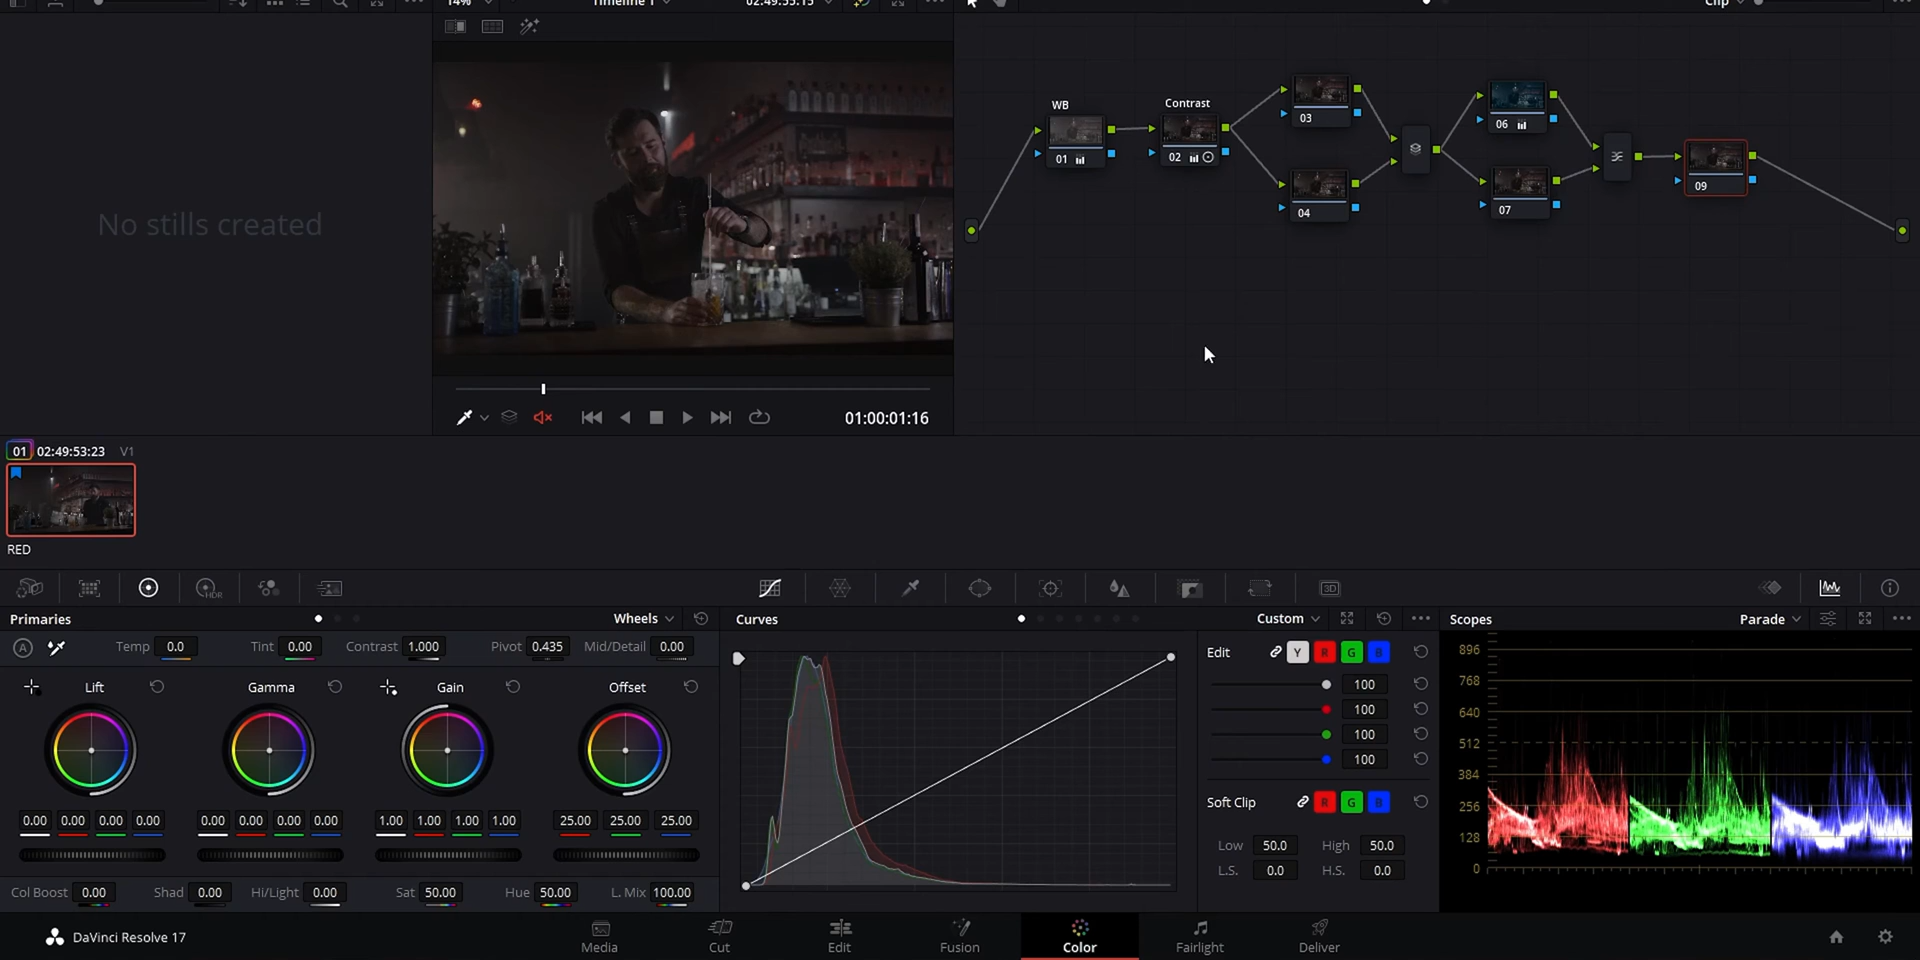 14%
Timeline 1
02:49:53:15
Clip
No stills created
WB
Contrast
01
02
03
04
06
07
09
01:00:01:16
01 02:49:53:23 V1
RED
HDR
3D
Primaries
Wheels
Curves
Custom
Scopes
Parade
Temp 0.0
Tint 0.00
Contrast 1.000
Pivot 0.435
Mid/Detail 0.00
A
Lift
Gamma
Gain
Offset
0.00 0.00 0.00 0.00
0.00 0.00 0.00 0.00
1.00 1.00 1.00 1.00
25.00 25.00 25.00
Col Boost 0.00
Shad 0.00
Hi/Light 0.00
Sat 50.00
Hue 50.00
L. Mix 100.00
Edit Y R G B
100
100
100
100
Soft Clip R G B
Low 50.0 High 50.0
L.S. 0.0 H.S. 0.0
896
768
640
512
384
256
128
0
DaVinci Resolve 17
Media
Cut
Edit
Fusion
Color
Fairlight
Deliver